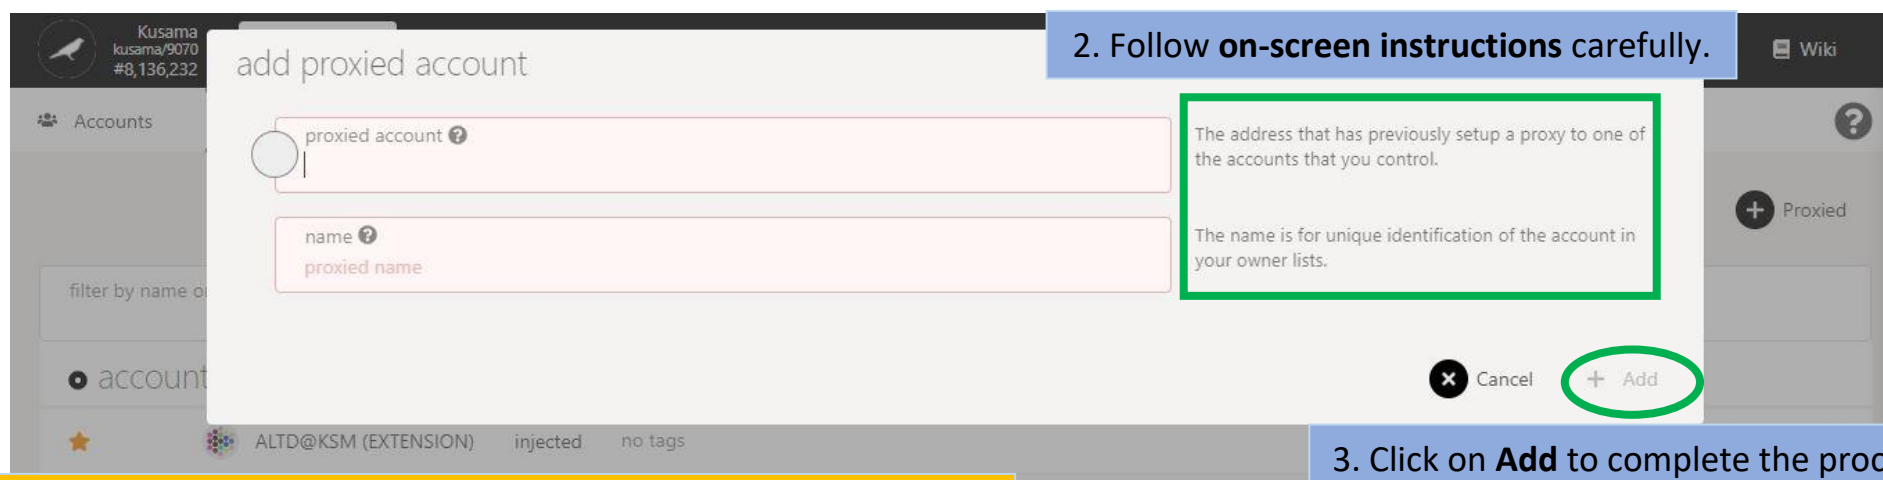 Kusama
kusama/9070
#8,136,232
2. Follow on-screen instructions carefully.
Wiki
add proxied account
Accounts
proxied account
The address that has previously setup a proxy to one of
the accounts that you control.
Proxied
name
proxied name
The name is for unique identification of the account in
your owner lists.
filter by name
account
Cancel
Add
ALTD@KSM (EXTENSION) injected no tags
3. Click on Add to complete the